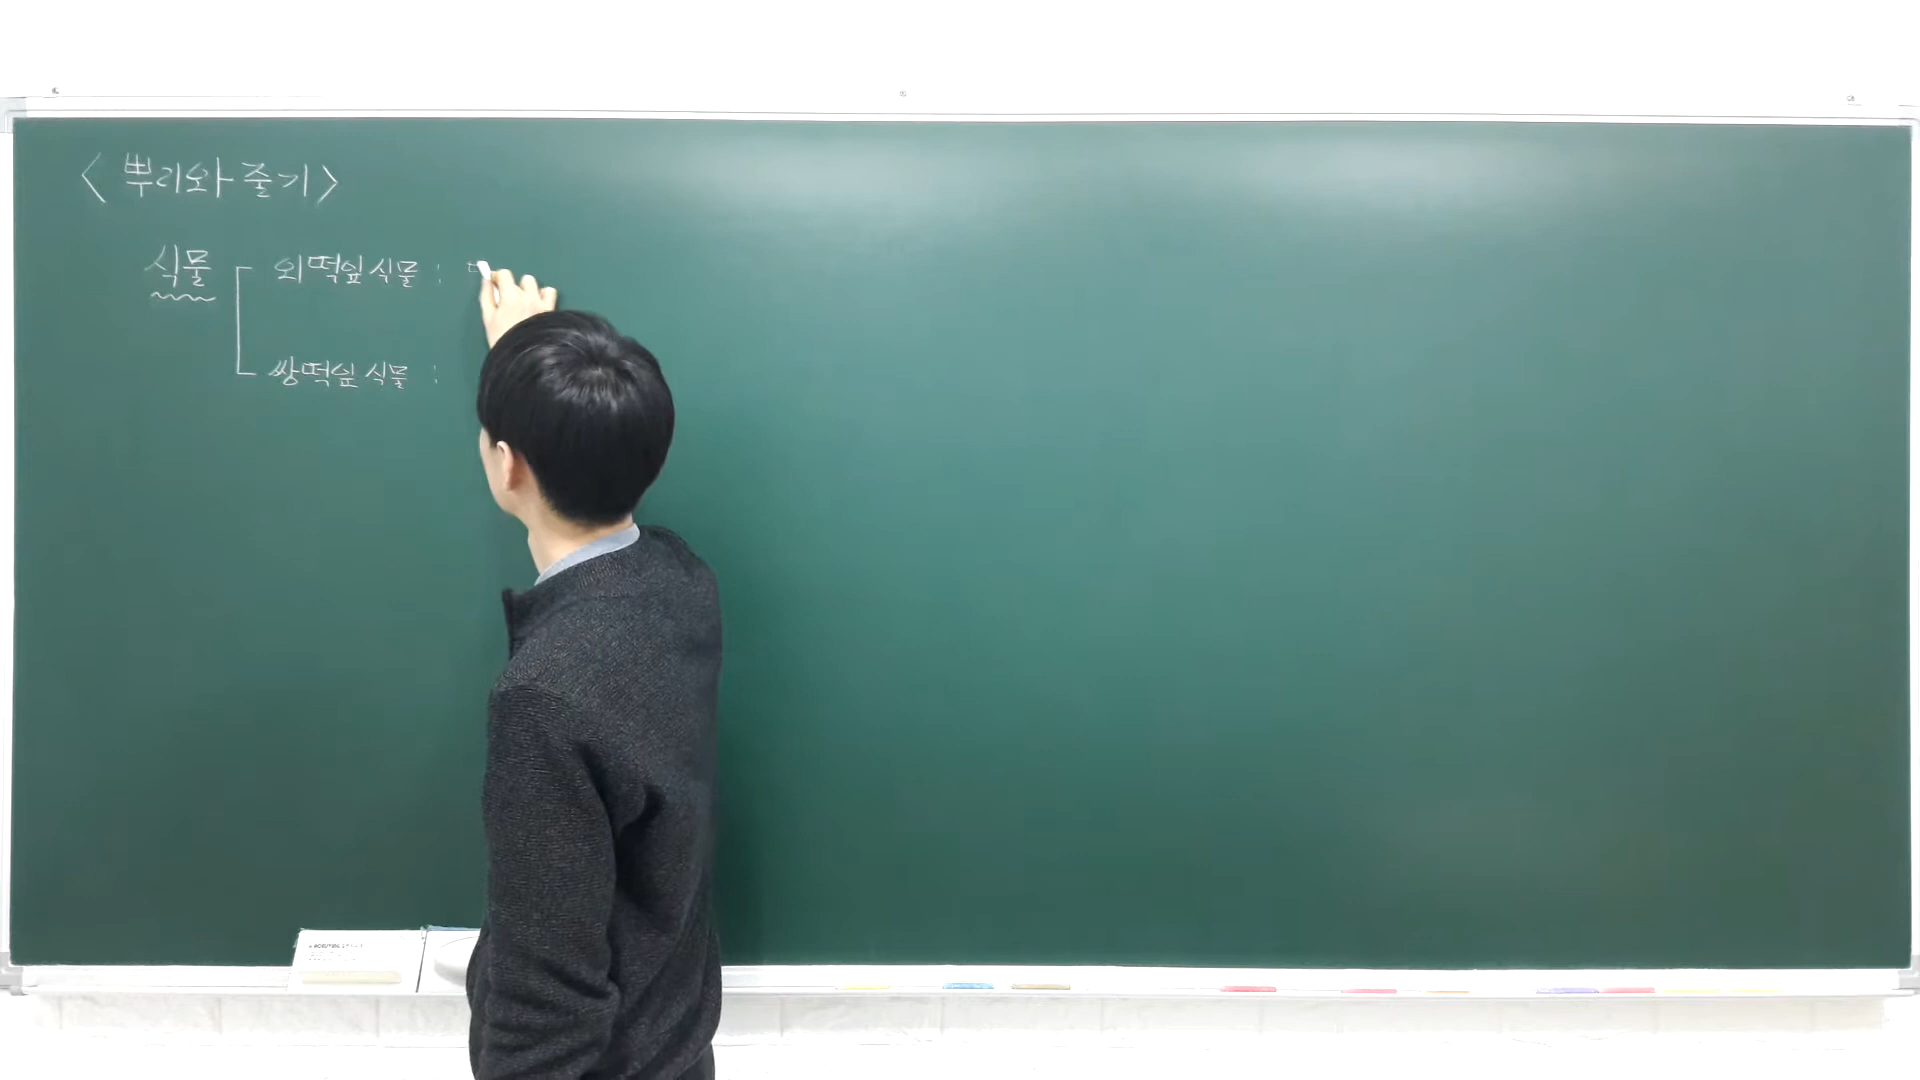 < 뿌리와 줄기 >
식물
외떡잎식물 :
쌍떡잎식물 :